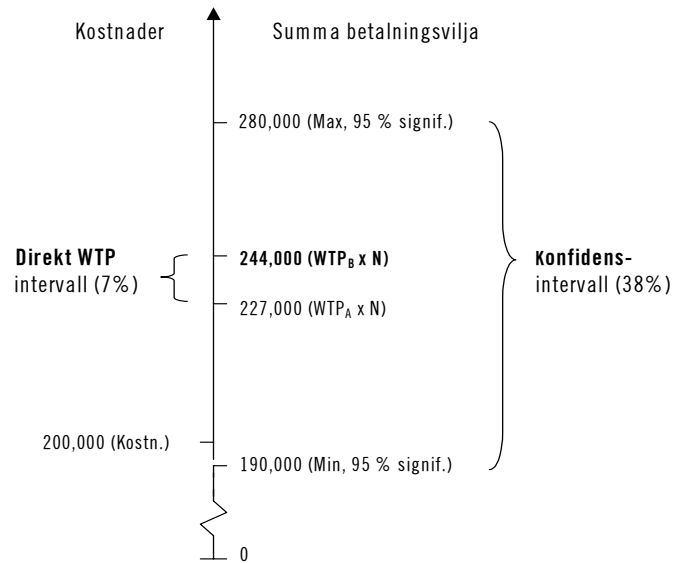 Kostnader
Summa betalningsvilja
280,000 (Max, 95 % signif.)
Direkt WTP
intervall (7%)
244,000 (WTP_B x N)
227,000 (WTP_A x N)
Konfidens-
intervall (38%)
200,000 (Kostn.)
190,000 (Min, 95 % signif.)
0